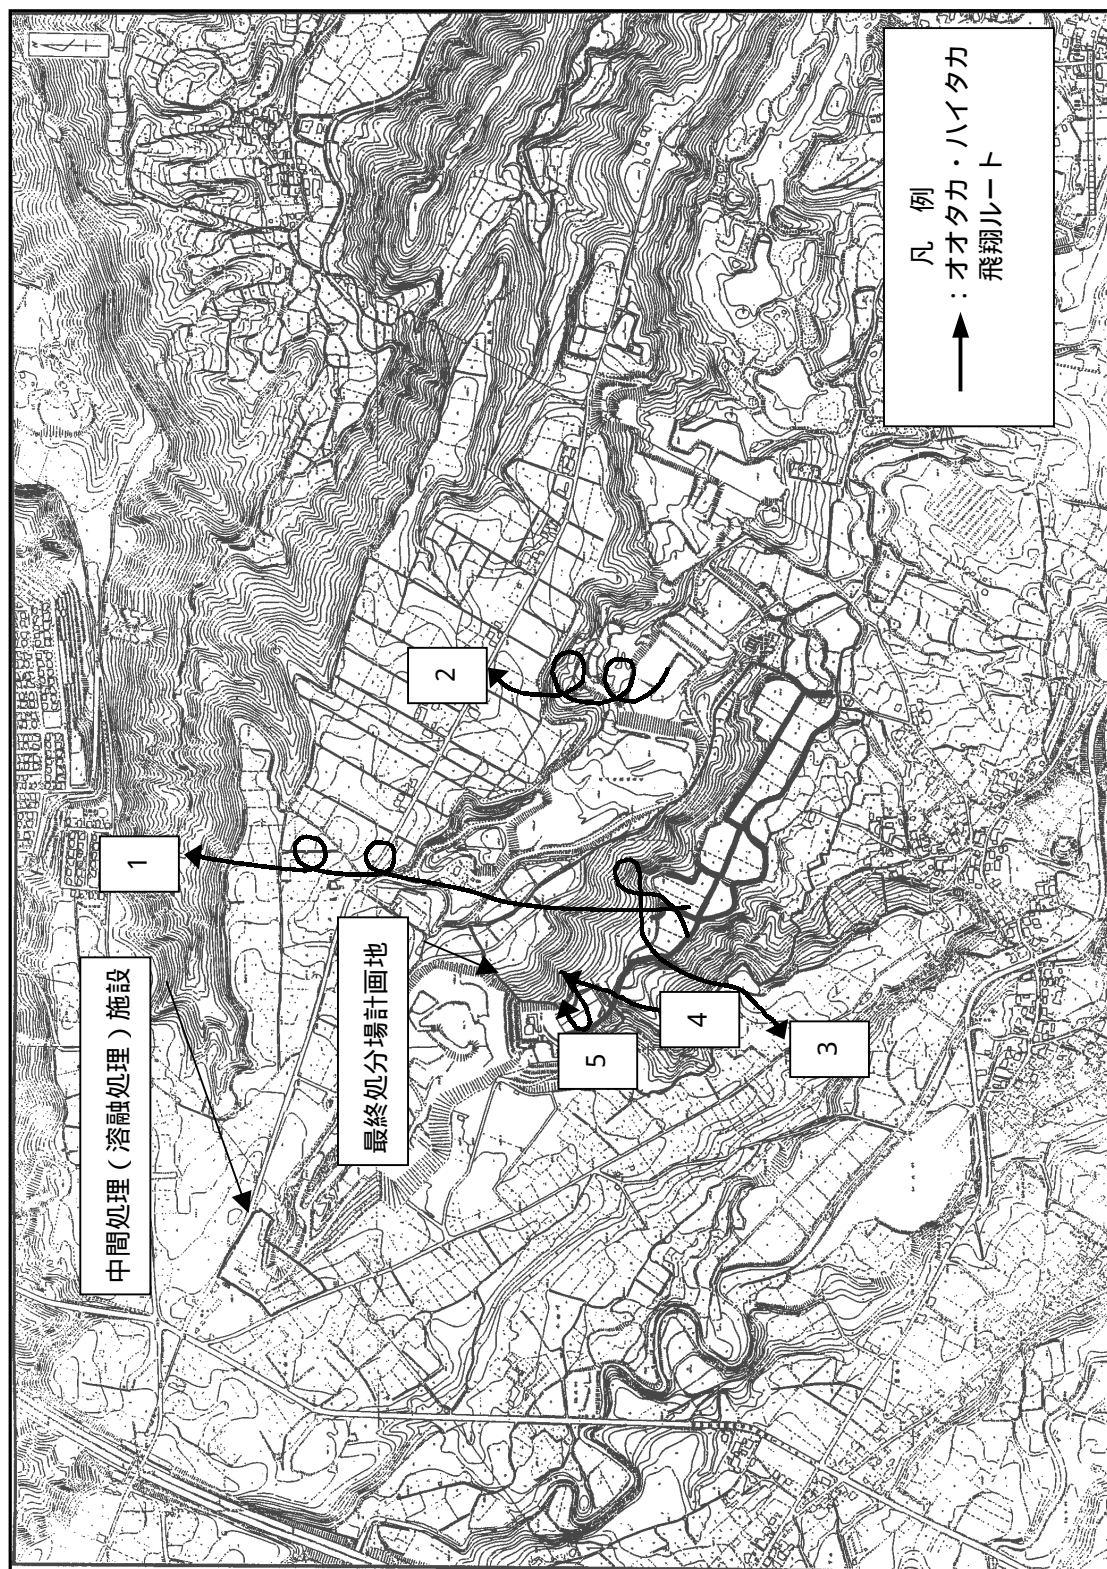 凡 例
：オオタカ・ハイタカ
飛翔ルート
中間処理（溶融処理）施設
最終処分場計画地
1
2
3
4
5